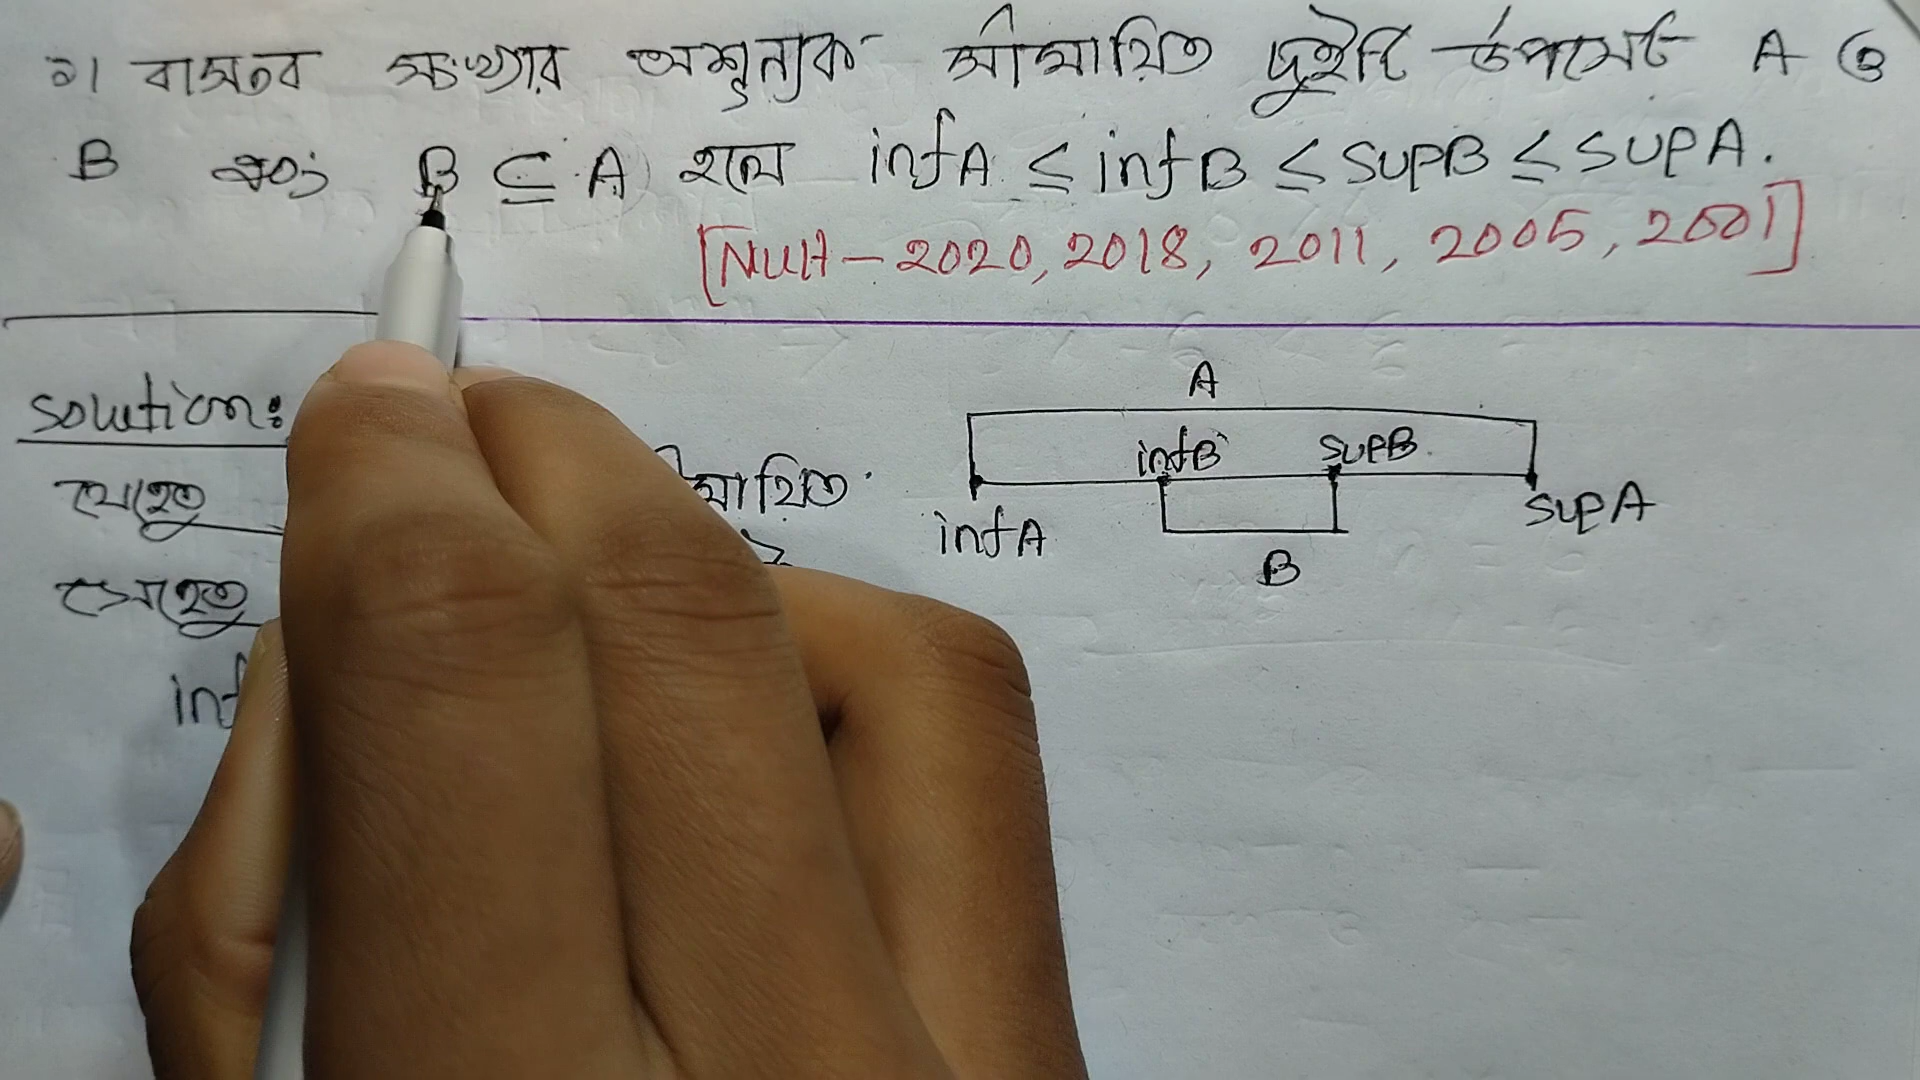 ১। বাস্তব সংখ্যার অশূন্যক সীমায়িত দুইটি উপসেট A ও
B এবং B ⊆ A হলে infA ≤ infB ≤ SUPB ≤ SUPA.
[NUH – 2020, 2018, 2011, 2005, 2001]
Solution:
A
infB SUPB
যেহেতু
infA
SupA
B
সেহেতু
inf